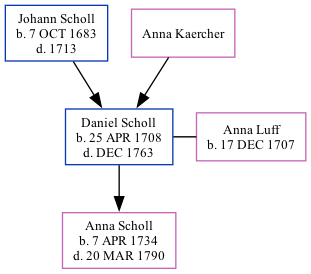 Johann Scholl
b. 7 OCT 1683
d. 1713
Anna Kaercher
Daniel Scholl
b. 25 APR 1708
d. DEC 1763
Anna Luff
b. 17 DEC 1707
Anna Scholl
b. 7 APR 1734
d. 20 MAR 1790